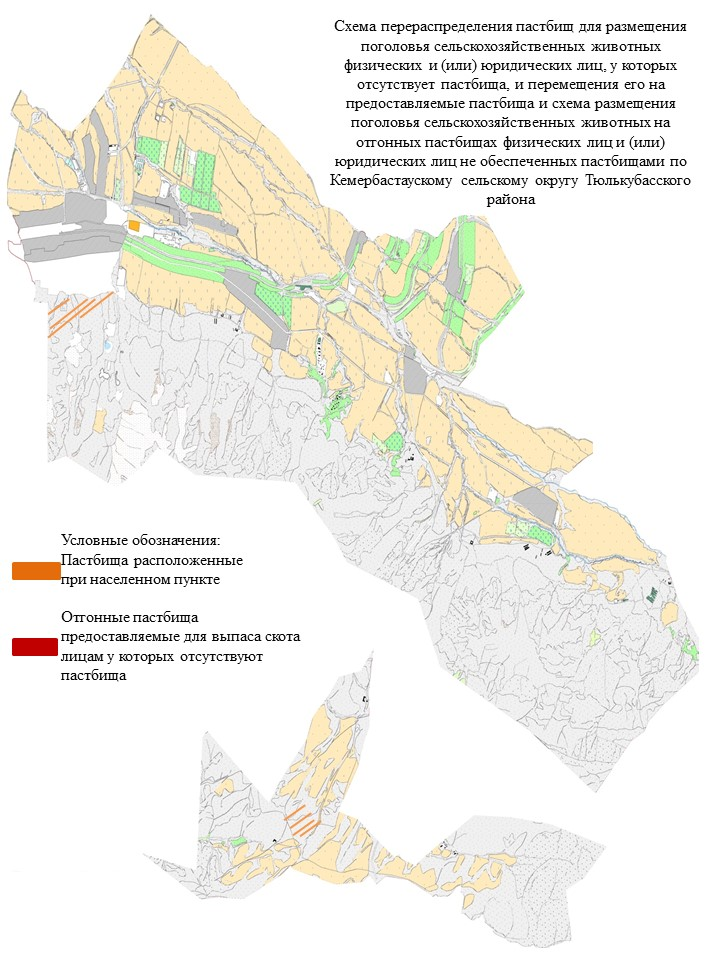 Схема перераспределения пастбищ для размещения
поголовья сельскохозяйственных животных
физических и (или) юридических лиц, у которых
отсутствует пастбища, и перемещения его на
предоставляемые пастбища и схема размещения
поголовья сельскохозяйственных животных на
отгонных пастбищах физических лиц и (или)
юридических лиц не обеспеченных пастбищами по
Кемербастаускому сельскому округу Тюлькубасского
района
Условные обозначения:
Пастбища расположенные
при населенном пункте
Отгонные пастбища
предоставляемые для выпаса скота
лицам у которых отсутствуют
пастбища